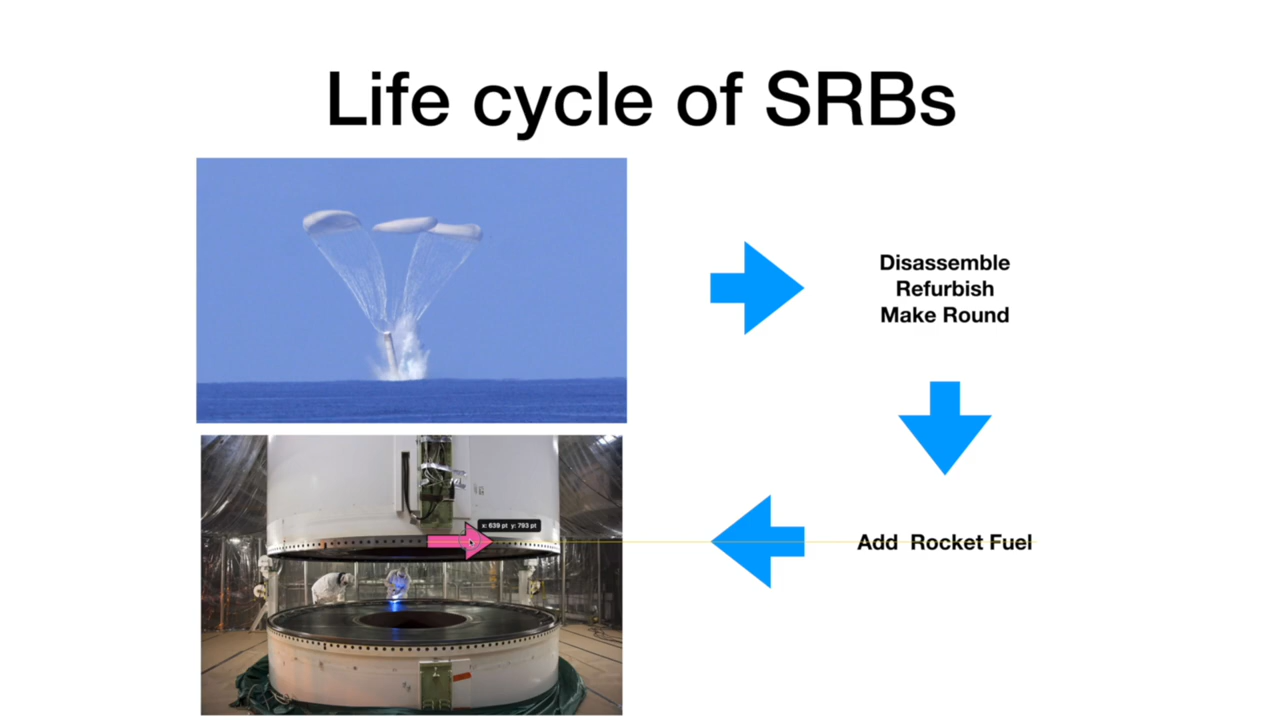 Life cycle of SRBs
Disassemble
Refurbish
Make Round
x: 639 pt y: 793 pt
Add Rocket Fuel